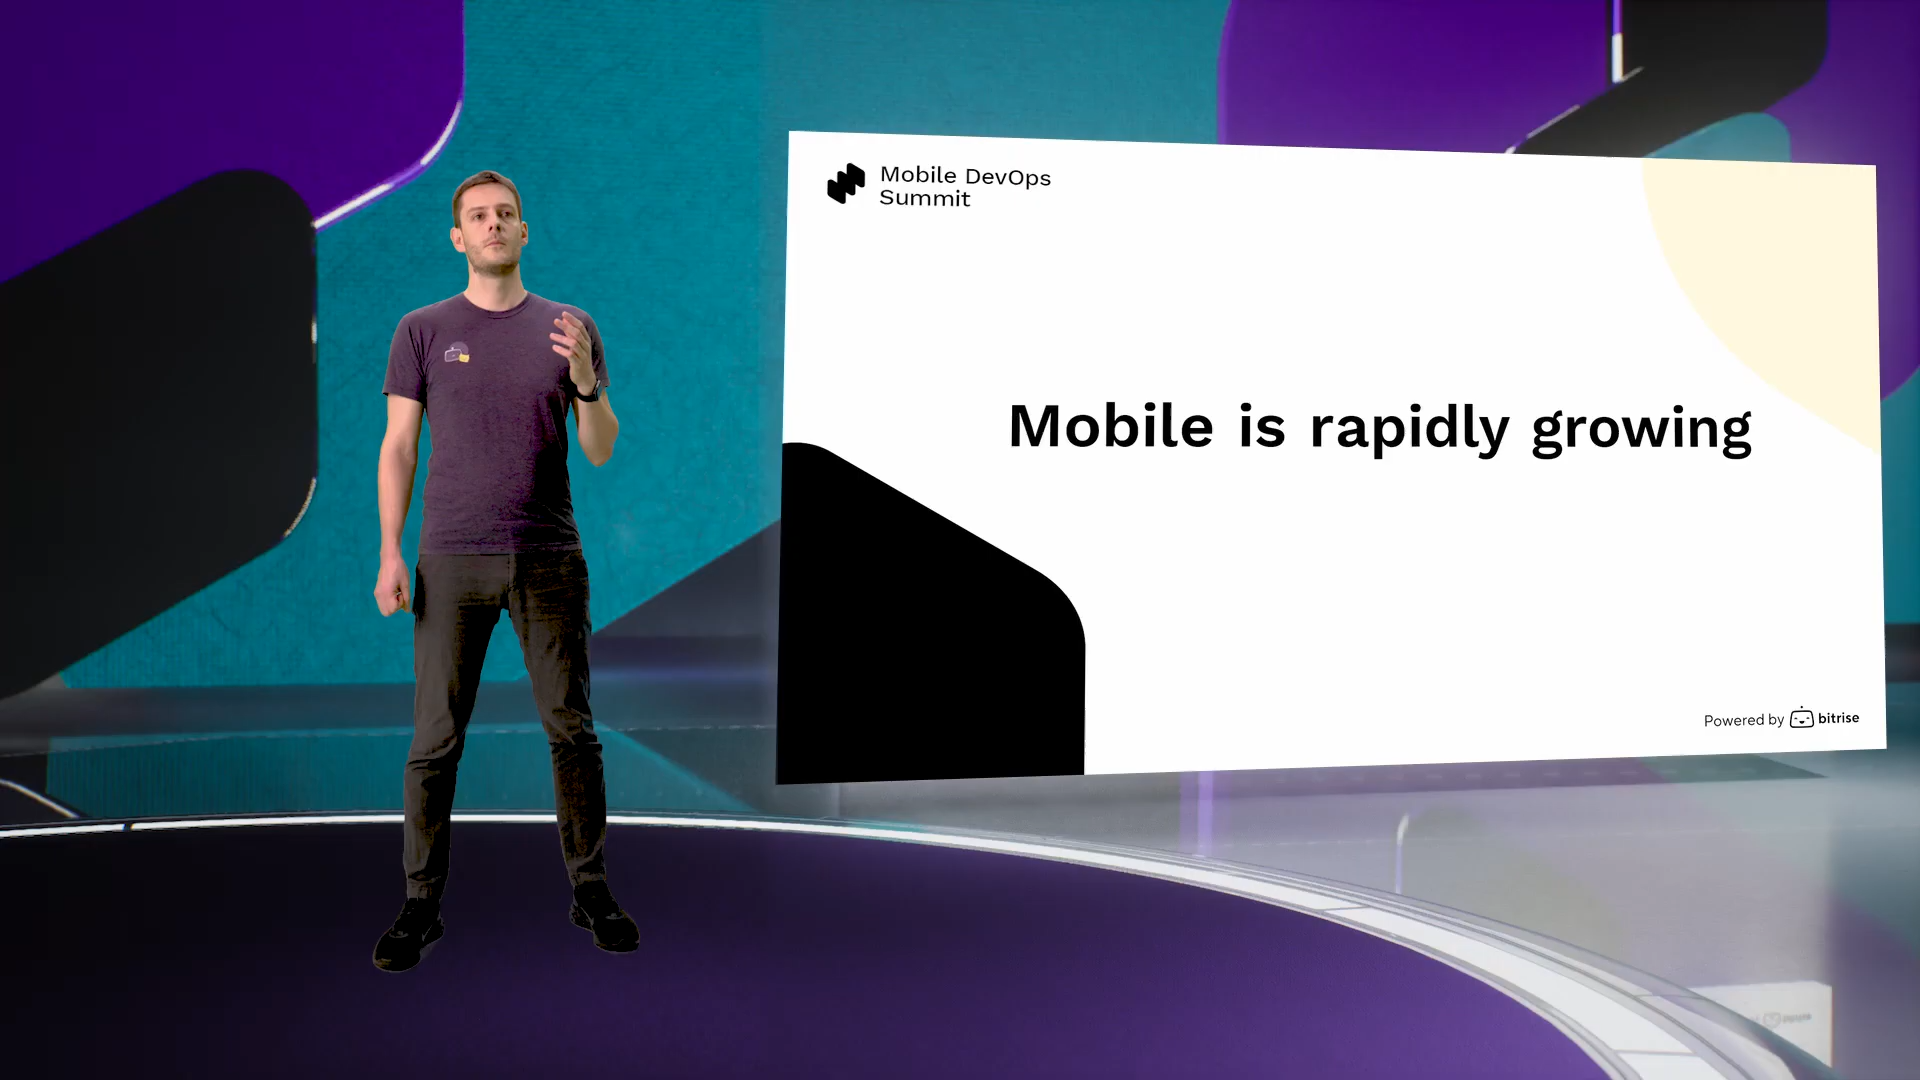 Mobile DevOps
Summit
Mobile is rapidly growing
Powered by bitrise